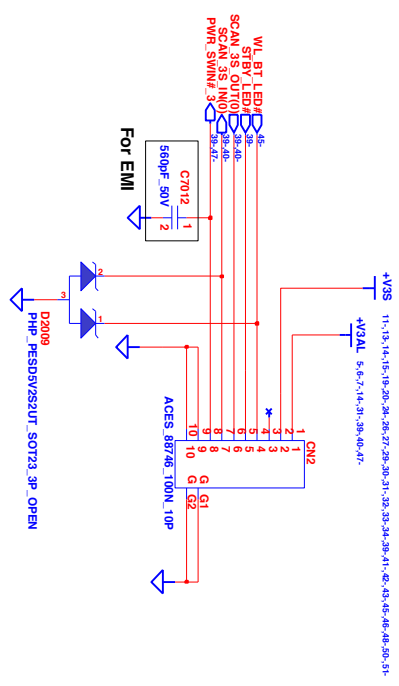 +V3S 11-,13-,14-,15-,19-,20-,24-,26-,27-,29-,30-,31-,32-,33-,34-,39-,41-,42-,43-,45-,46-,48-,50-,51-
+V3AL 5-,6-,7-,14-,31-,39-,40-,47-
CN2
1 1
2 2
3 3
4 4
5 5
6 6
7 7
8 8
9 9
10 10
G G1
G G2
ACES_88746_100N_10P
WL_BT_LED# 45-
STBY_LED# 39-
SCAN_3S_OUT(0) 39-,40-
SCAN_3S_IN(0) 39-,40-
PWR_SWIN#_3 39-,47-
C7012
1
2
560pF_50V
For EMI
2
1
3
D2009
PHP_PESD5V2S2UT_SOT23_3P_OPEN